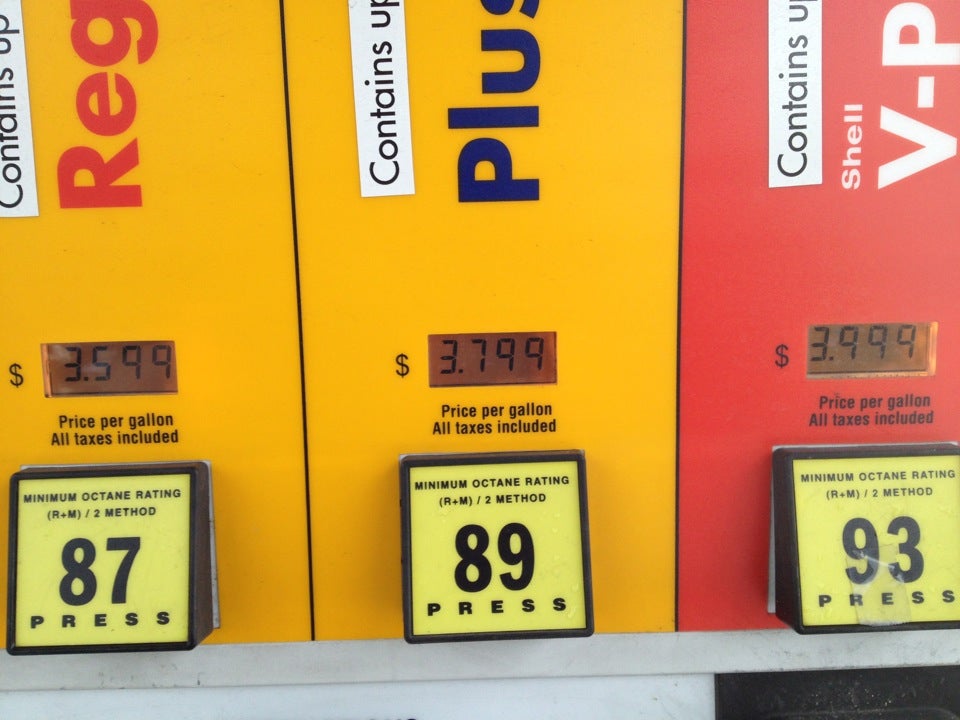 Contains up
Reg
$ 3.599
Price per gallon
All taxes included
MINIMUM OCTANE RATING
(R+M) / 2 METHOD
87
PRESS
Contains up
Plus
$ 3.799
Price per gallon
All taxes included
MINIMUM OCTANE RATING
(R+M) / 2 METHOD
89
PRESS
Contains up
Shell
V-P
$ 3.999
Price per gallon
All taxes included
MINIMUM OCTANE RATING
(R+M) / 2 METHOD
93
PRESS